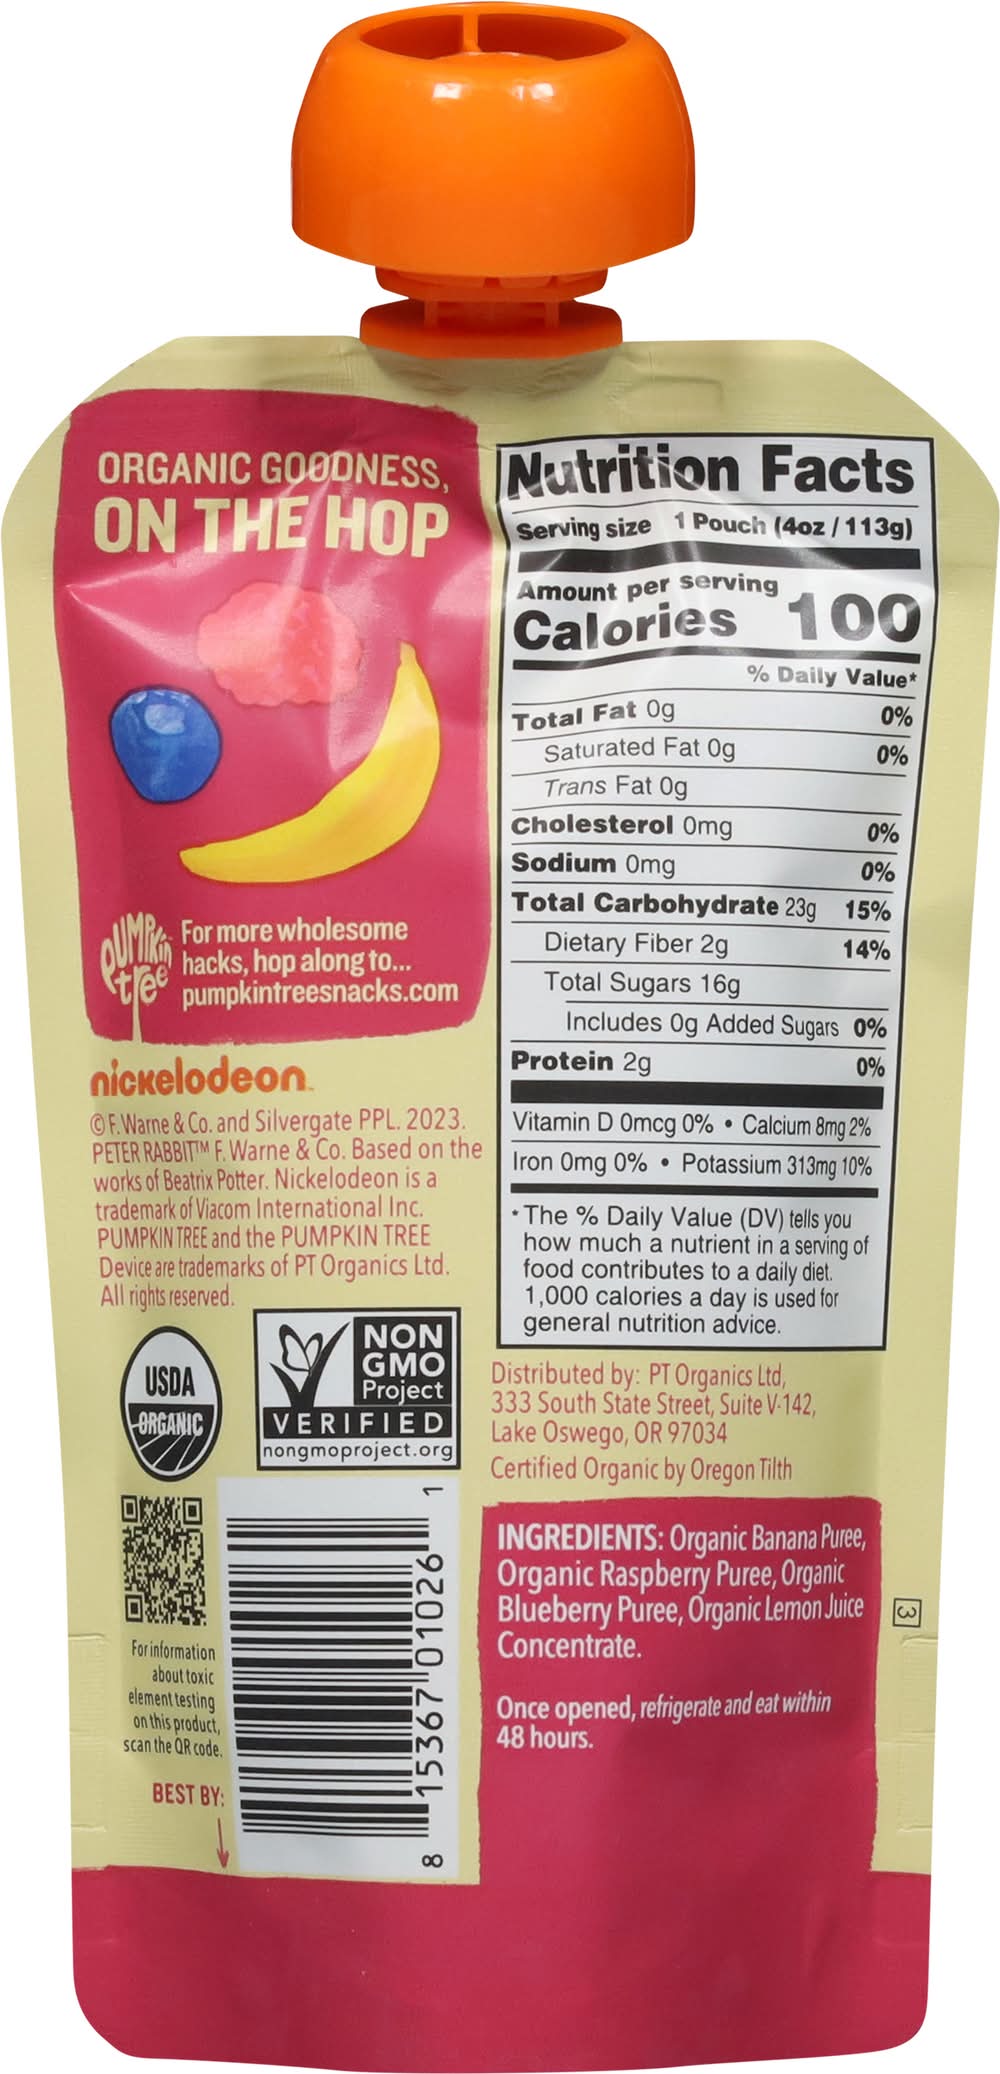 ORGANIC GOODNESS,
ON THE HOP
PUMPKIN
tree
For more wholesome
hacks, hop along to...
pumpkintreesnacks.com
nickelodeon™
© F. Warne & Co. and Silvergate PPL. 2023.
PETER RABBIT™ F. Warne & Co. Based on the
works of Beatrix Potter. Nickelodeon is a
trademark of Viacom International Inc.
PUMPKIN TREE and the PUMPKIN TREE
Device are trademarks of PT Organics Ltd.
All rights reserved.
USDA
ORGANIC
NON
GMO
Project
VERIFIED
nongmoproject.org
For information
about toxic
element testing
on this product,
scan the QR code.
BEST BY:
8 15367 01026 1
Nutrition Facts
Serving size 1 Pouch (4oz / 113g)
Amount per serving
Calories 100
% Daily Value*
Total Fat 0g 0%
Saturated Fat 0g 0%
Trans Fat 0g
Cholesterol 0mg 0%
Sodium 0mg 0%
Total Carbohydrate 23g 15%
Dietary Fiber 2g 14%
Total Sugars 16g
Includes 0g Added Sugars 0%
Protein 2g 0%
Vitamin D 0mcg 0% • Calcium 8mg 2%
Iron 0mg 0% • Potassium 313mg 10%
* The % Daily Value (DV) tells you
how much a nutrient in a serving of
food contributes to a daily diet.
1,000 calories a day is used for
general nutrition advice.
Distributed by: PT Organics Ltd,
333 South State Street, Suite V-142,
Lake Oswego, OR 97034
Certified Organic by Oregon Tilth
INGREDIENTS: Organic Banana Puree,
Organic Raspberry Puree, Organic
Blueberry Puree, Organic Lemon Juice
Concentrate.
Once opened, refrigerate and eat within
48 hours.
3